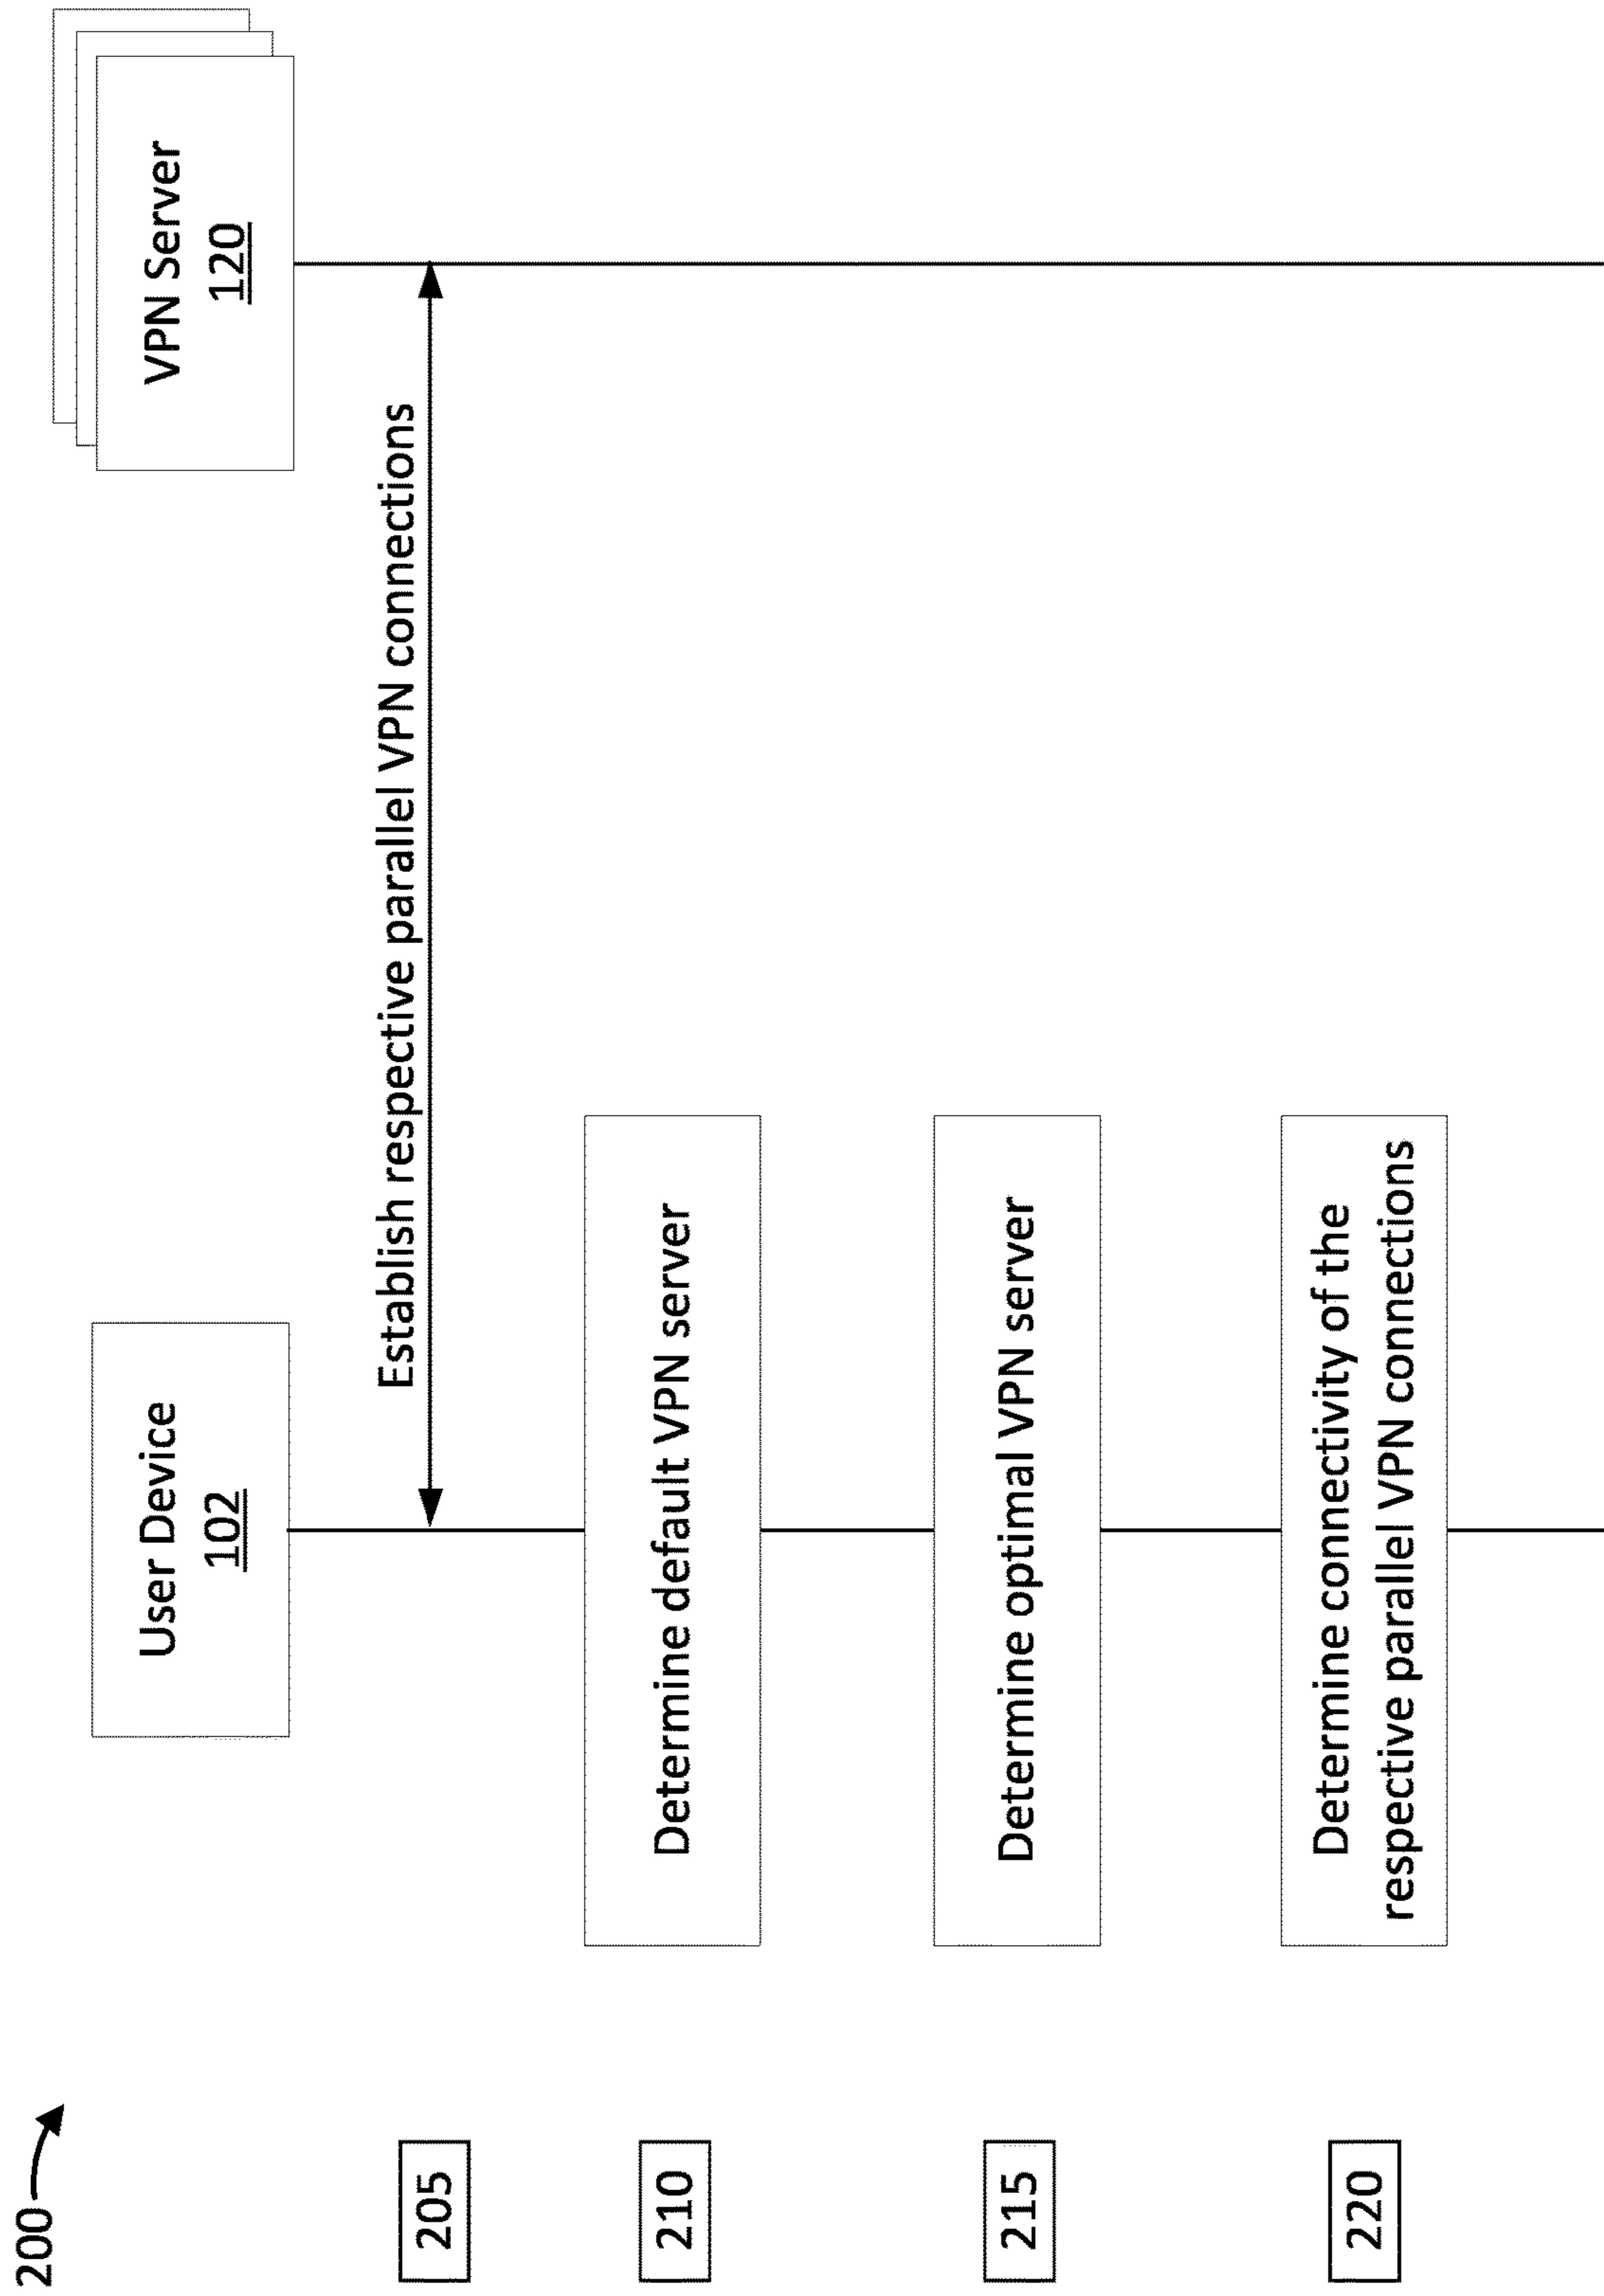 200
User Device
102
VPN Server
120
205
Establish respective parallel VPN connections
210
Determine default VPN server
215
Determine optimal VPN server
220
Determine connectivity of the
respective parallel VPN connections